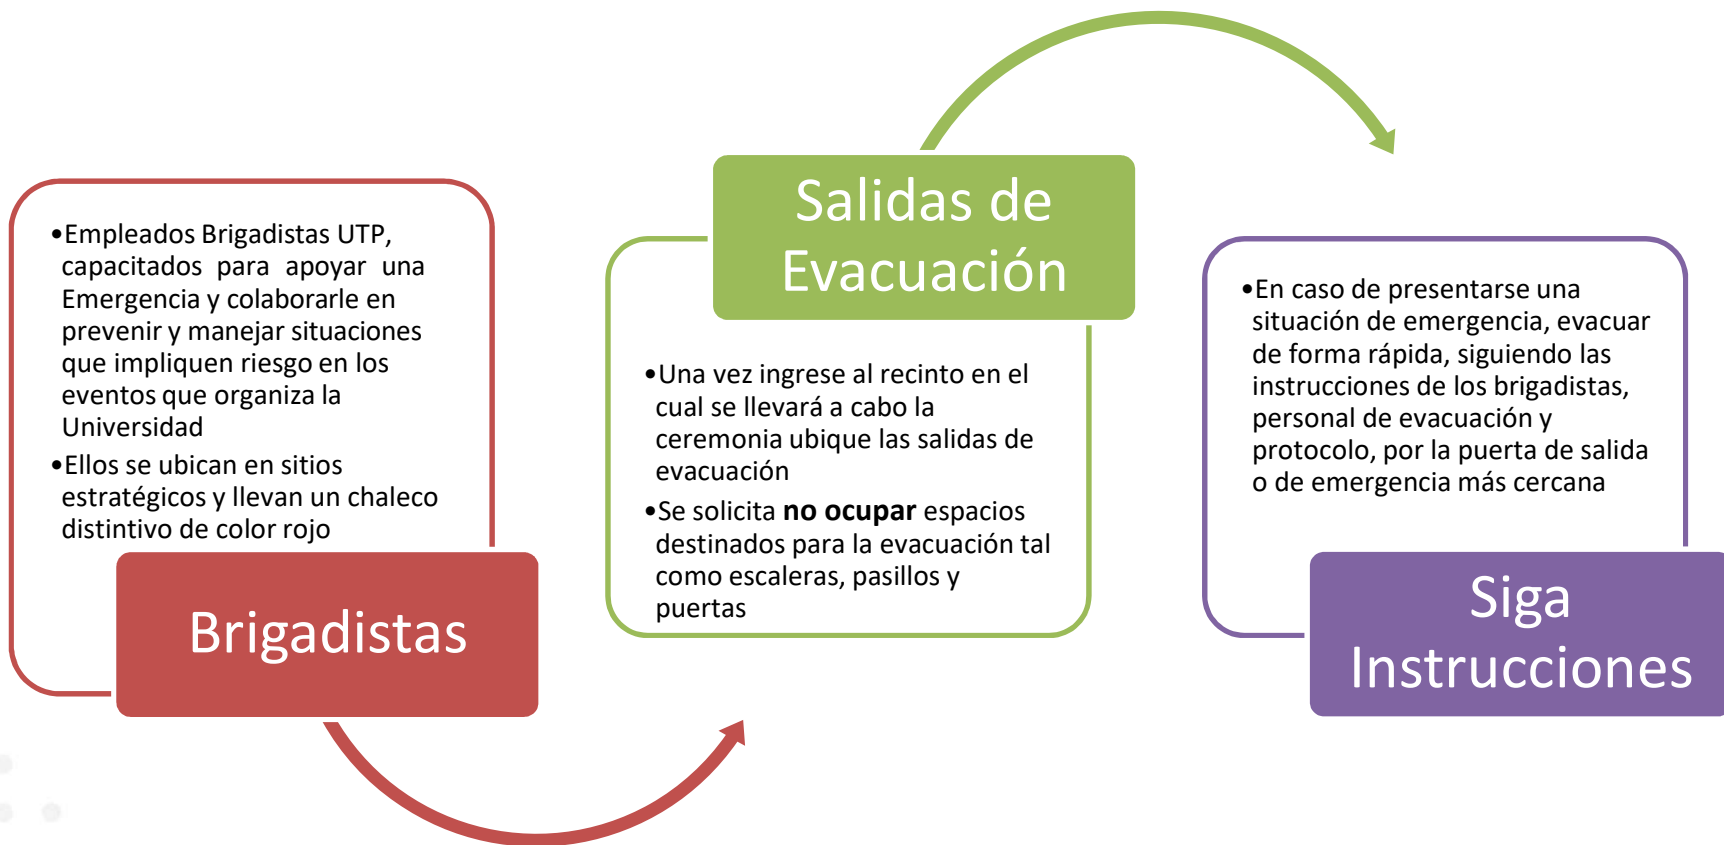 •Empleados Brigadistas UTP,
capacitados para apoyar una
Emergencia y colaborarle en
prevenir y manejar situaciones
que impliquen riesgo en los
eventos que organiza la
Universidad
•Ellos se ubican en sitios
estratégicos y llevan un chaleco
distintivo de color rojo
Brigadistas
Salidas de
Evacuación
•Una vez ingrese al recinto en el
cual se llevará a cabo la
ceremonia ubique las salidas de
evacuación
•Se solicita no ocupar espacios
destinados para la evacuación tal
como escaleras, pasillos y
puertas
•En caso de presentarse una
situación de emergencia, evacuar
de forma rápida, siguiendo las
instrucciones de los brigadistas,
personal de evacuación y
protocolo, por la puerta de salida
o de emergencia más cercana
Siga
Instrucciones